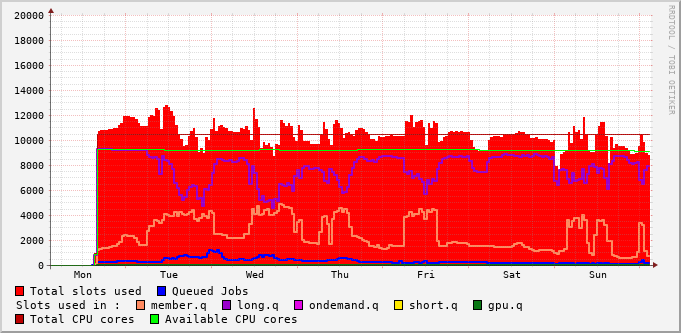 20000
18000
16000
14000
12000
10000
8000
6000
4000
2000
0
Mon Tue Wed Thu Fri Sat Sun
Total slots used Queued Jobs
Slots used in : member.q long.q ondemand.q short.q gpu.q
Total CPU cores Available CPU cores
RRDTOOL / TOBI OETIKER